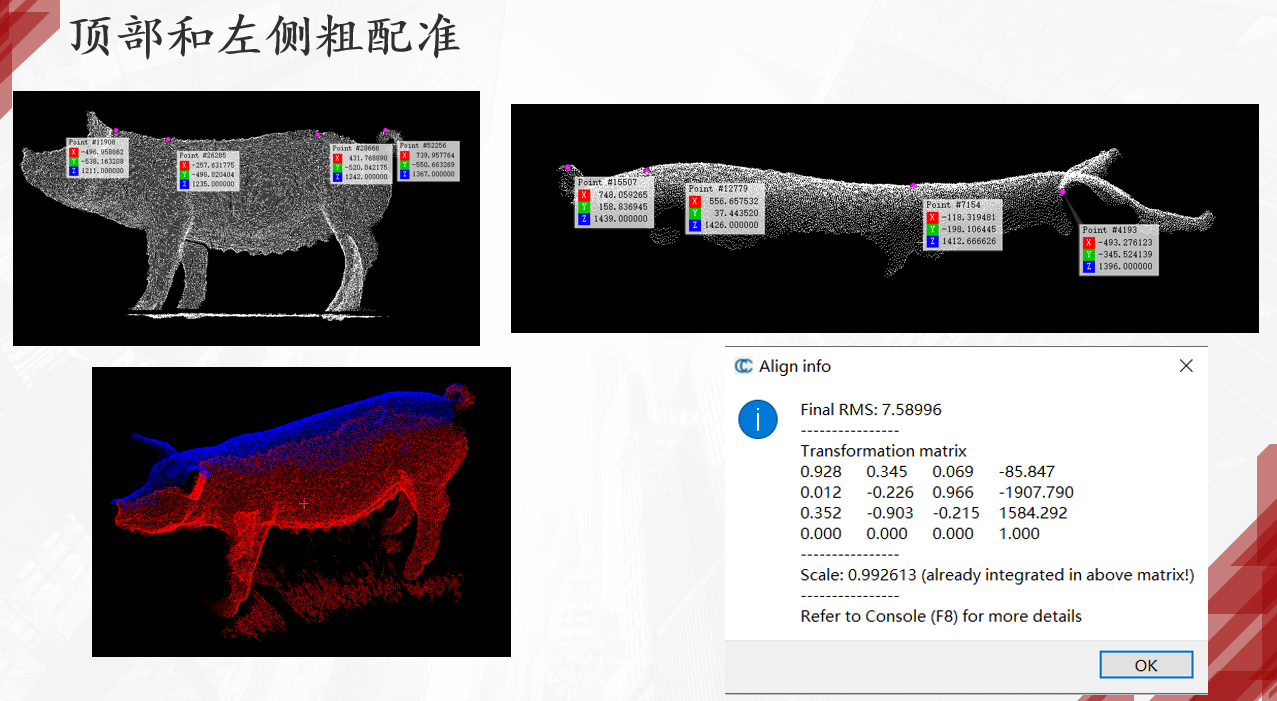 顶部和左侧粗配准
Point #11908
X -496.958862
Y -538.163208
Z 1211.000000
Point #26285
X -257.631775
Y -498.820404
Z 1235.000000
Point #28666
X 431.768890
Y -520.042175
Z 1242.000000
Point #52256
X 739.957764
Y -550.663269
Z 1367.000000
Point #15507
X 748.059265
Y 158.836945
Z 1439.000000
Point #12779
X 556.657532
Y 37.443520
Z 1426.000000
Point #7154
X -118.319481
Y -198.106445
Z 1412.666626
Point #4193
X -493.276123
Y -345.524139
Z 1396.000000
CC Align info
Final RMS: 7.58996
----------------
Transformation matrix
0.928 0.345 0.069 -85.847
0.012 -0.226 0.966 -1907.790
0.352 -0.903 -0.215 1584.292
0.000 0.000 0.000 1.000
----------------
Scale: 0.992613 (already integrated in above matrix!)
----------------
Refer to Console (F8) for more details
OK